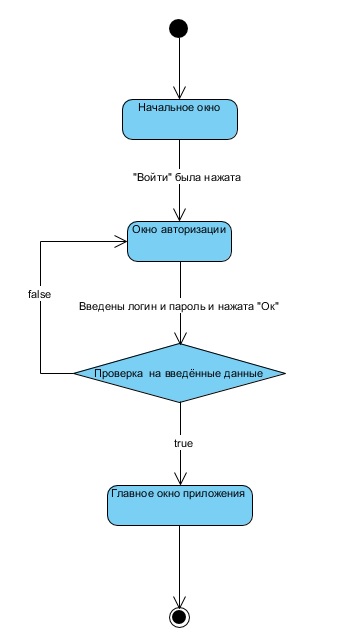 Начальное окно
"Войти" была нажата
Окно авторизации
false
Введены логин и пароль и нажата "Ок"
Проверка  на введённые данные
true
Главное окно приложения